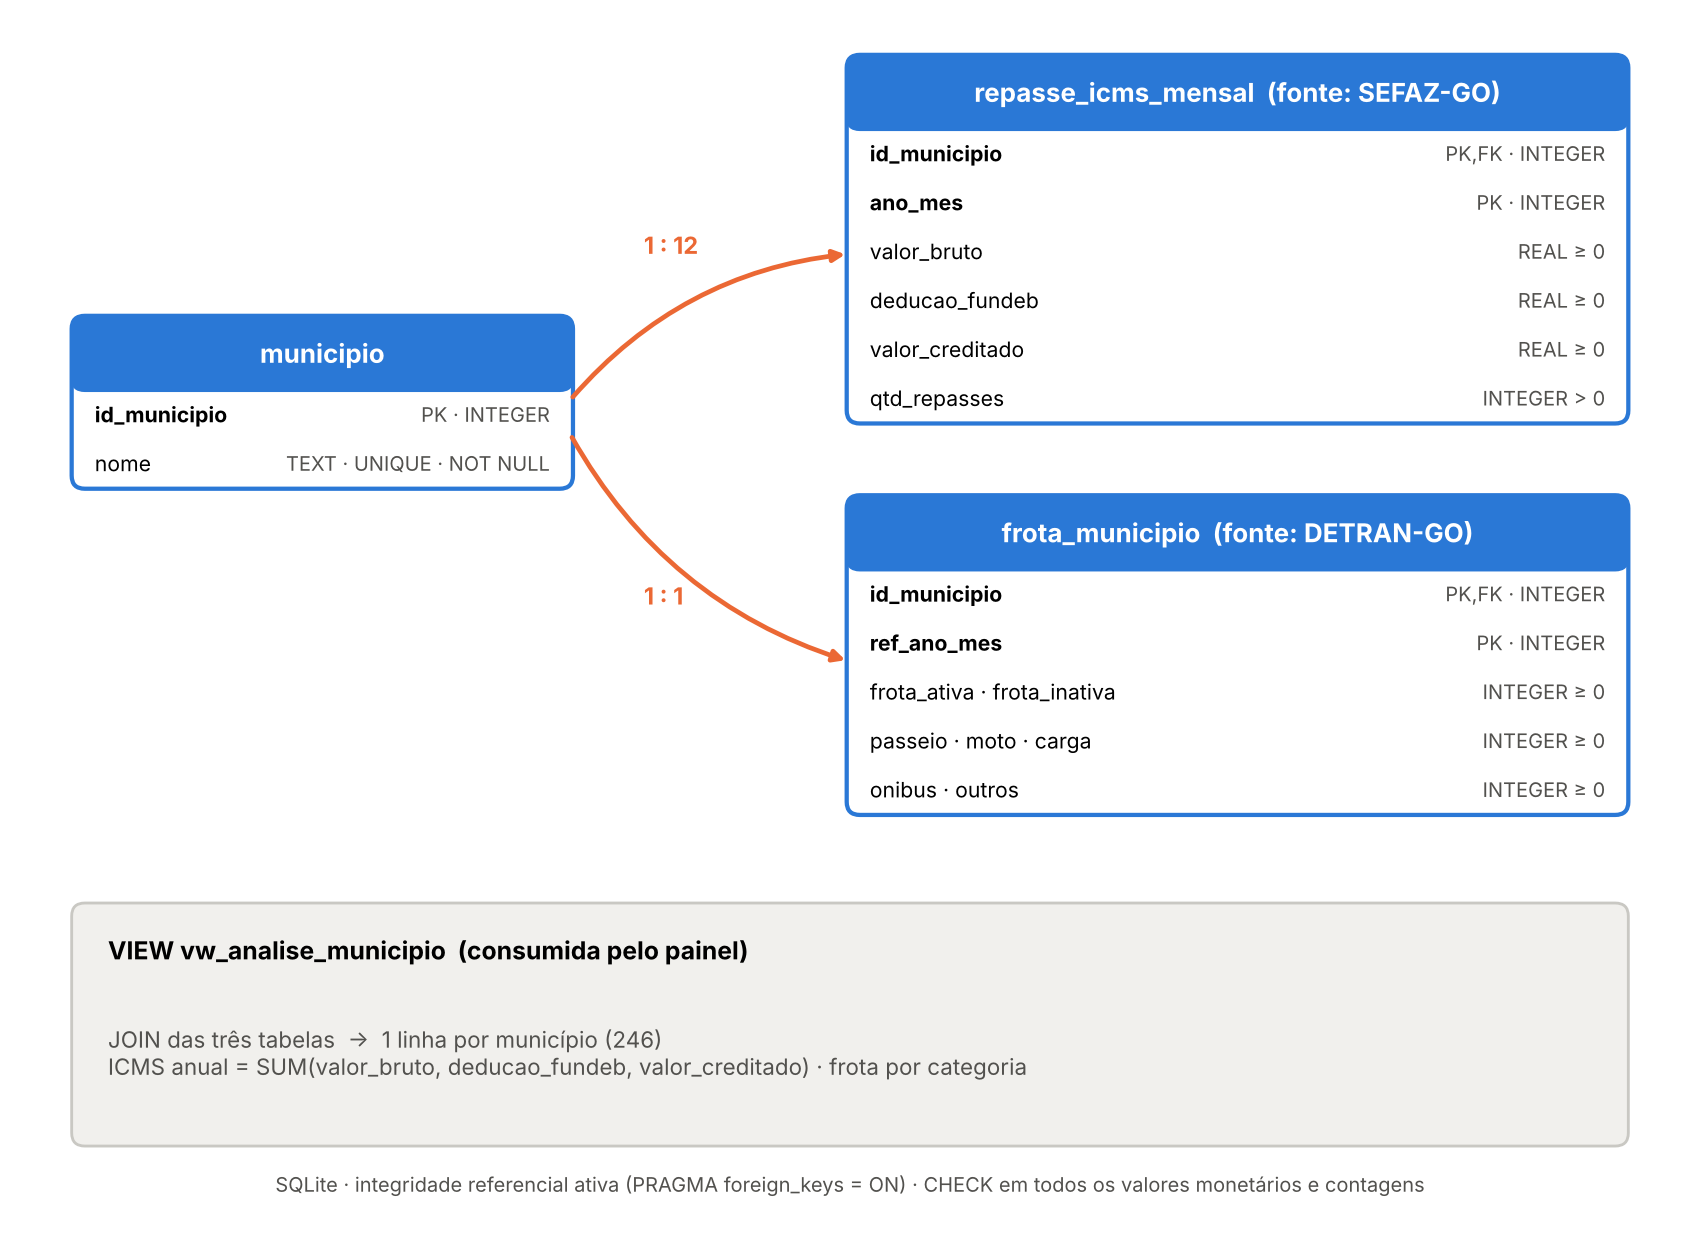 repasse_icms_mensal (fonte: SEFAZ-GO)
id_municipio PK,FK · INTEGER
ano_mes PK · INTEGER
valor_bruto REAL ≥ 0
deducao_fundeb REAL ≥ 0
valor_creditado REAL ≥ 0
qtd_repasses INTEGER > 0
1 : 12
municipio
id_municipio PK · INTEGER
nome TEXT · UNIQUE · NOT NULL
1 : 1
frota_municipio (fonte: DETRAN-GO)
id_municipio PK,FK · INTEGER
ref_ano_mes PK · INTEGER
frota_ativa · frota_inativa INTEGER ≥ 0
passeio · moto · carga INTEGER ≥ 0
onibus · outros INTEGER ≥ 0
VIEW vw_analise_municipio (consumida pelo painel)
JOIN das três tabelas → 1 linha por município (246)
ICMS anual = SUM(valor_bruto, deducao_fundeb, valor_creditado) · frota por categoria
SQLite · integridade referencial ativa (PRAGMA foreign_keys = ON) · CHECK em todos os valores monetários e contagens